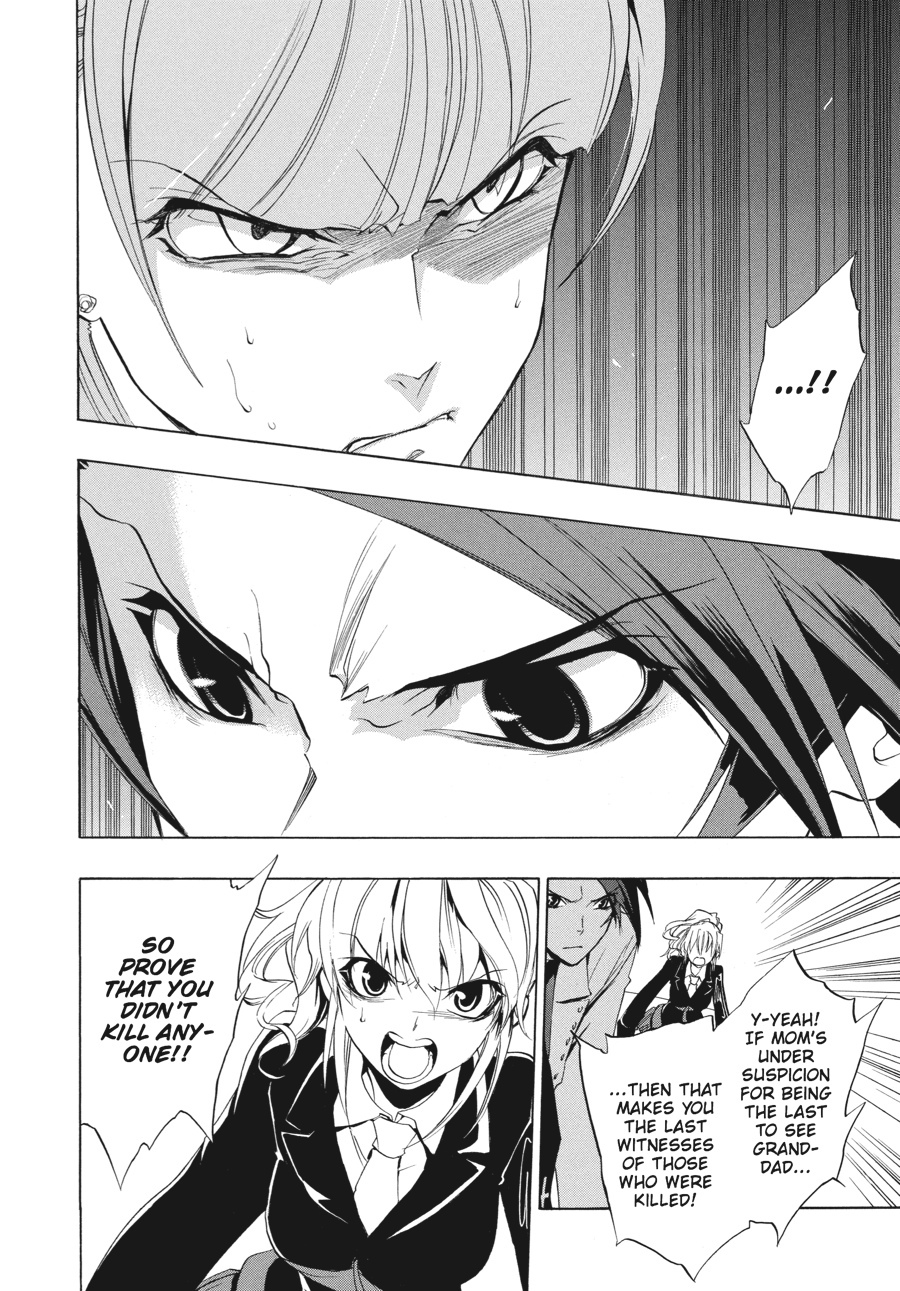 ...!!
Y-YEAH!
IF MOM'S
UNDER
SUSPICION
FOR BEING
THE LAST
TO SEE
GRAND-
DAD...
...THEN THAT
MAKES YOU
THE LAST
WITNESSES
OF THOSE
WHO WERE
KILLED!
SO
PROVE
THAT YOU
DIDN'T
KILL ANY-
ONE!!